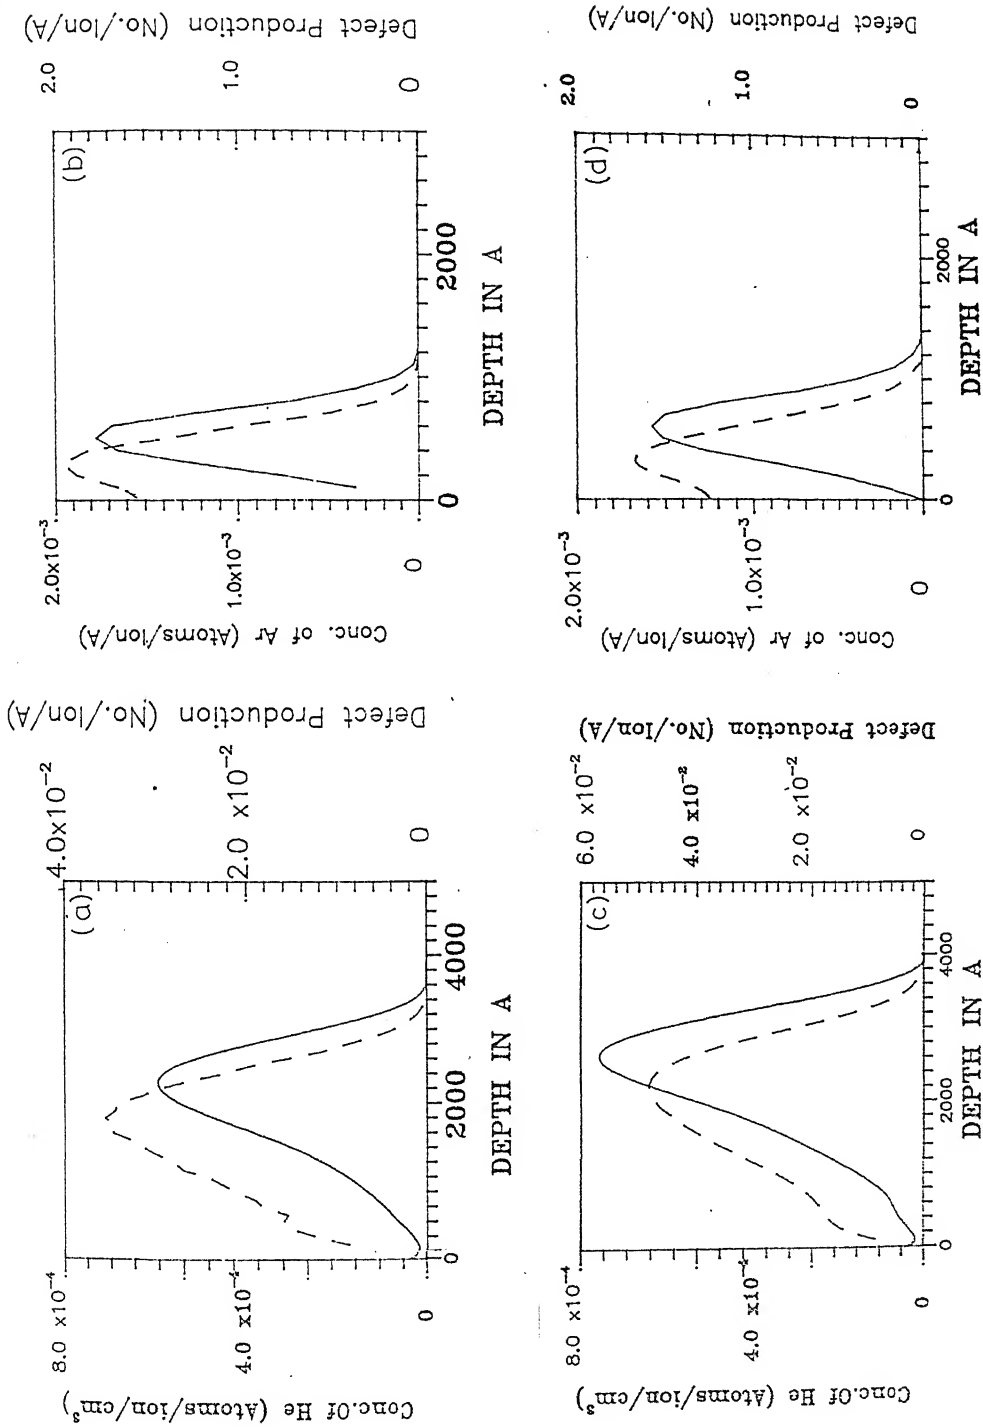 Conc. Of He (Atoms/ion/cm³)
8.0 x10⁻⁴
4.0 x10⁻⁴
0
(a)
0
2000
4000
DEPTH IN A
4.0x10⁻²
2.0 x10⁻²
0
Defect Production (No./Ion/A)
Conc. of Ar (Atoms/Ion/A)
2.0x10⁻³
1.0x10⁻³
0
(b)
0
2000
DEPTH IN A
2.0
1.0
0
Defect Production (No./Ion/A)
Conc.Of He (Atoms/ion/cm³)
8.0 x10⁻⁴
4.0 x10⁻⁴
0
(c)
0
2000
4000
DEPTH IN A
6.0 x10⁻²
4.0 x10⁻²
2.0 x10⁻²
0
Defect Production (No./Ion/A)
Conc. of Ar (Atoms/Ion/A)
2.0x10⁻³
1.0x10⁻³
0
(d)
0
2000
DEPTH IN A
2.0
1.0
0
Defect Production (No./Ion/A)